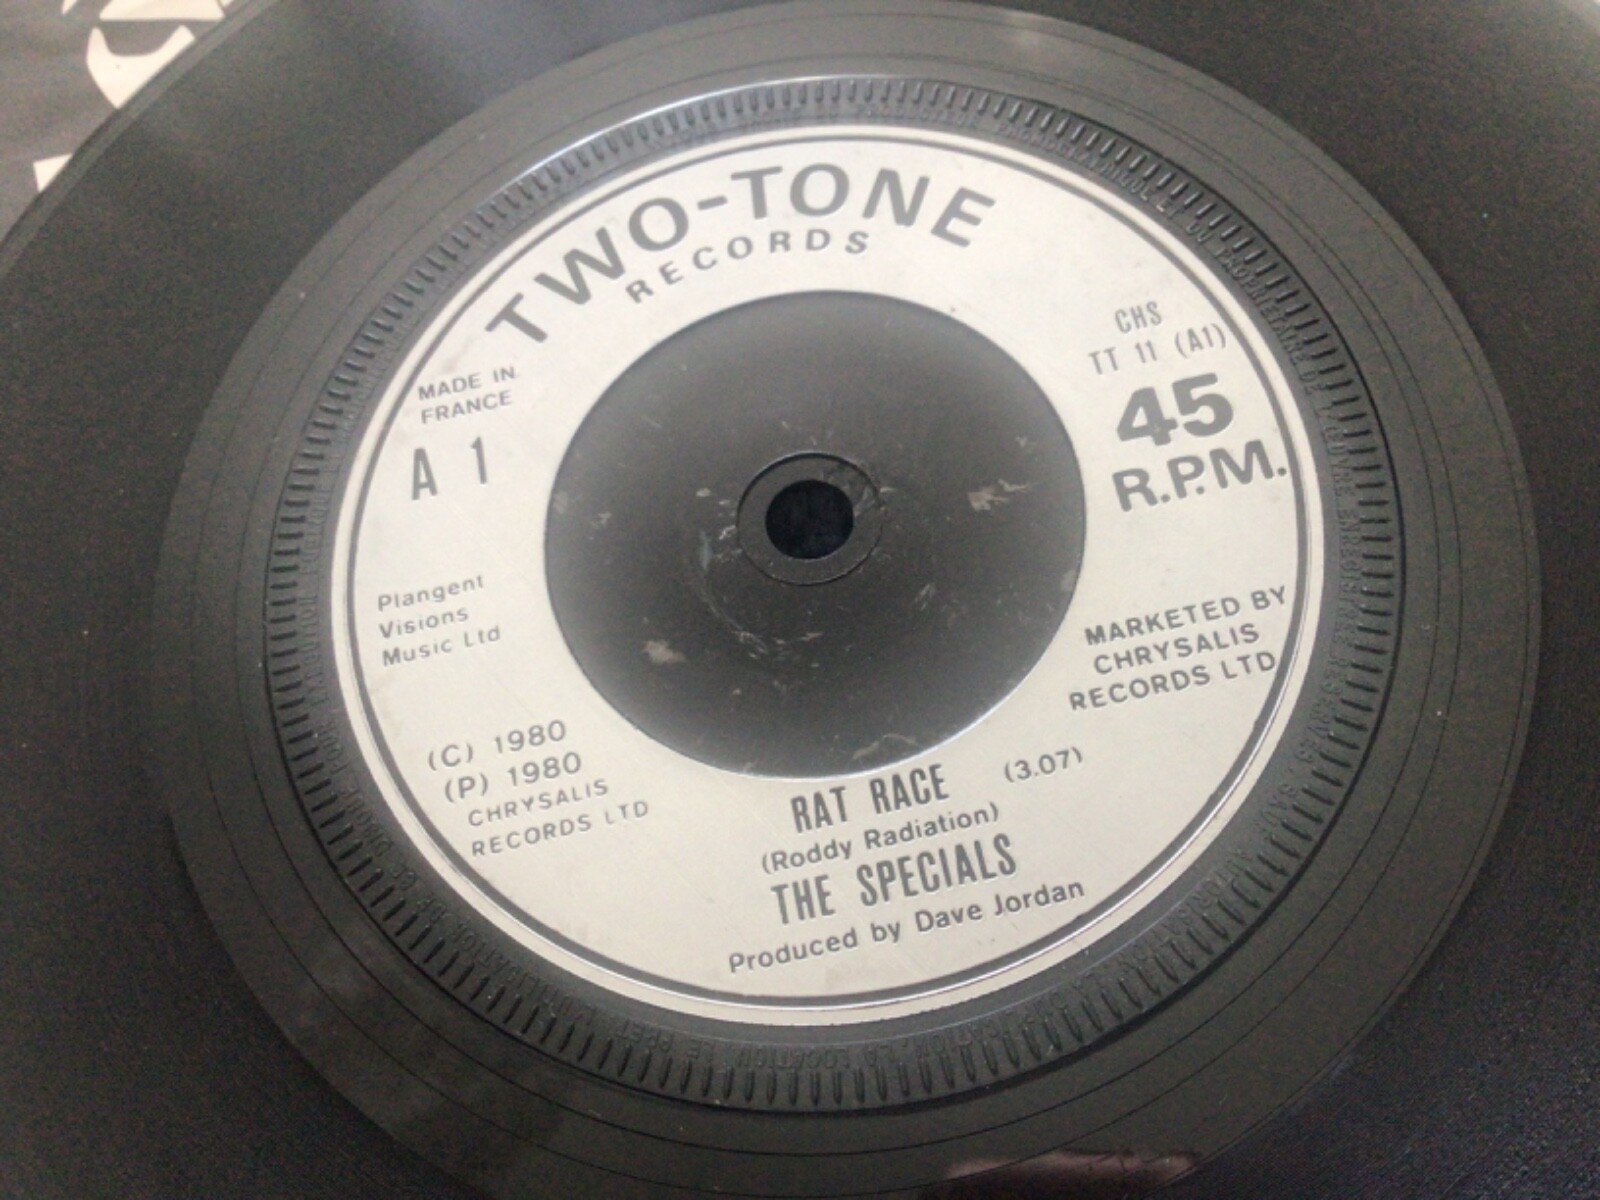 TWO-TONE
RECORDS
MADE IN
FRANCE
A 1
CHS
TT 11 (A1)
45
R.P.M.
Plangent
Visions
Music Ltd
MARKETED BY
CHRYSALIS
RECORDS LTD
(C) 1980
(P) 1980
CHRYSALIS
RECORDS LTD
RAT RACE (3.07)
(Roddy Radiation)
THE SPECIALS
Produced by Dave Jordan